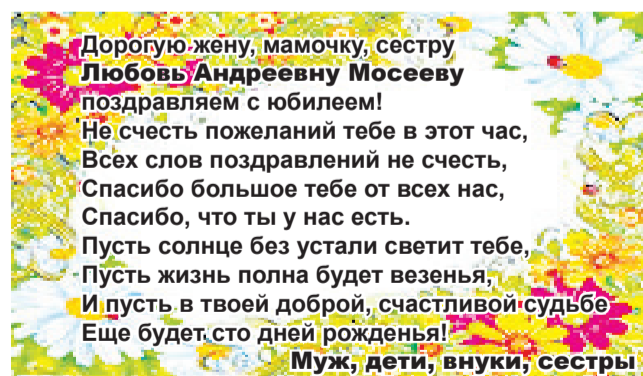 Дорогую жену, мамочку, сестру
Любовь Андреевну Мосееву
поздравляем с юбилеем!
Не счесть пожеланий тебе в этот час,
Всех слов поздравлений не счесть,
Спасибо большое тебе от всех нас,
Спасибо, что ты у нас есть.
Пусть солнце без устали светит тебе,
Пусть жизнь полна будет везенья,
И пусть в твоей доброй, счастливой судьбе
Еще будет сто дней рожденья!
Муж, дети, внуки, сестры